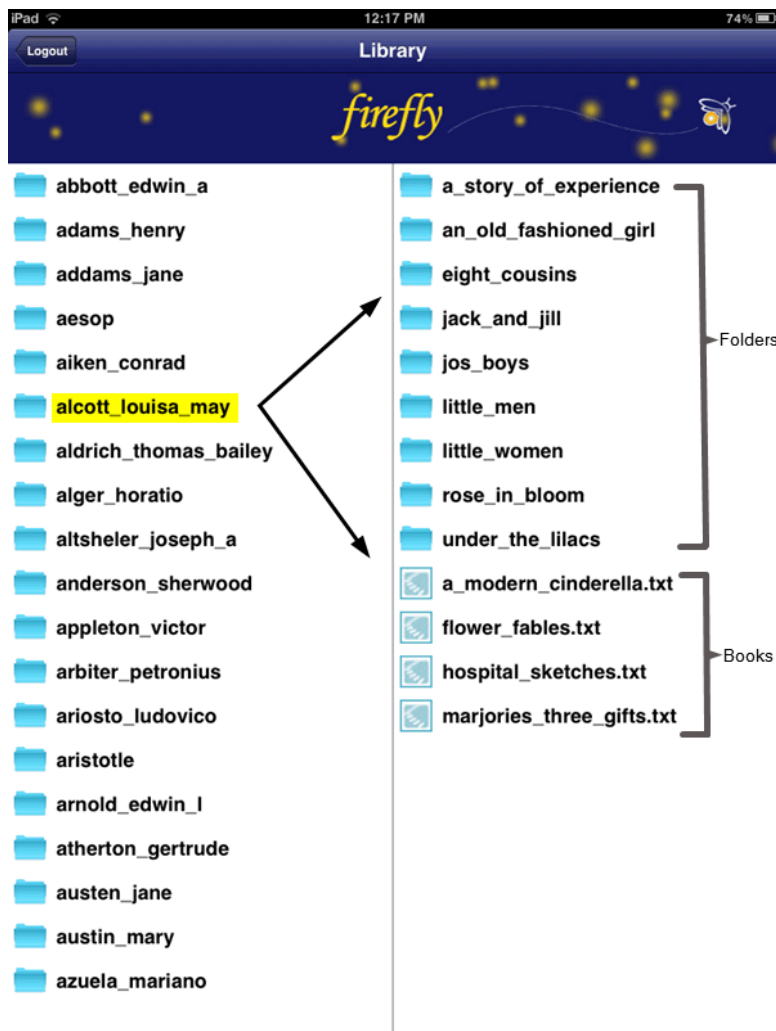 iPad 12:17 PM 74%
Logout Library
firefly
abbott_edwin_a
adams_henry
addams_jane
aesop
aiken_conrad
alcott_louisa_may
aldrich_thomas_bailey
alger_horatio
altsheler_joseph_a
anderson_sherwood
appleton_victor
arbiter_petronius
ariosto_ludovico
aristotle
arnold_edwin_l
atherton_gertrude
austen_jane
austin_mary
azuela_mariano
a_story_of_experience
an_old_fashioned_girl
eight_cousins
jack_and_jill
jos_boys
little_men
little_women
rose_in_bloom
under_the_lilacs
Folders
a_modern_cinderella.txt
flower_fables.txt
hospital_sketches.txt
marjories_three_gifts.txt
Books